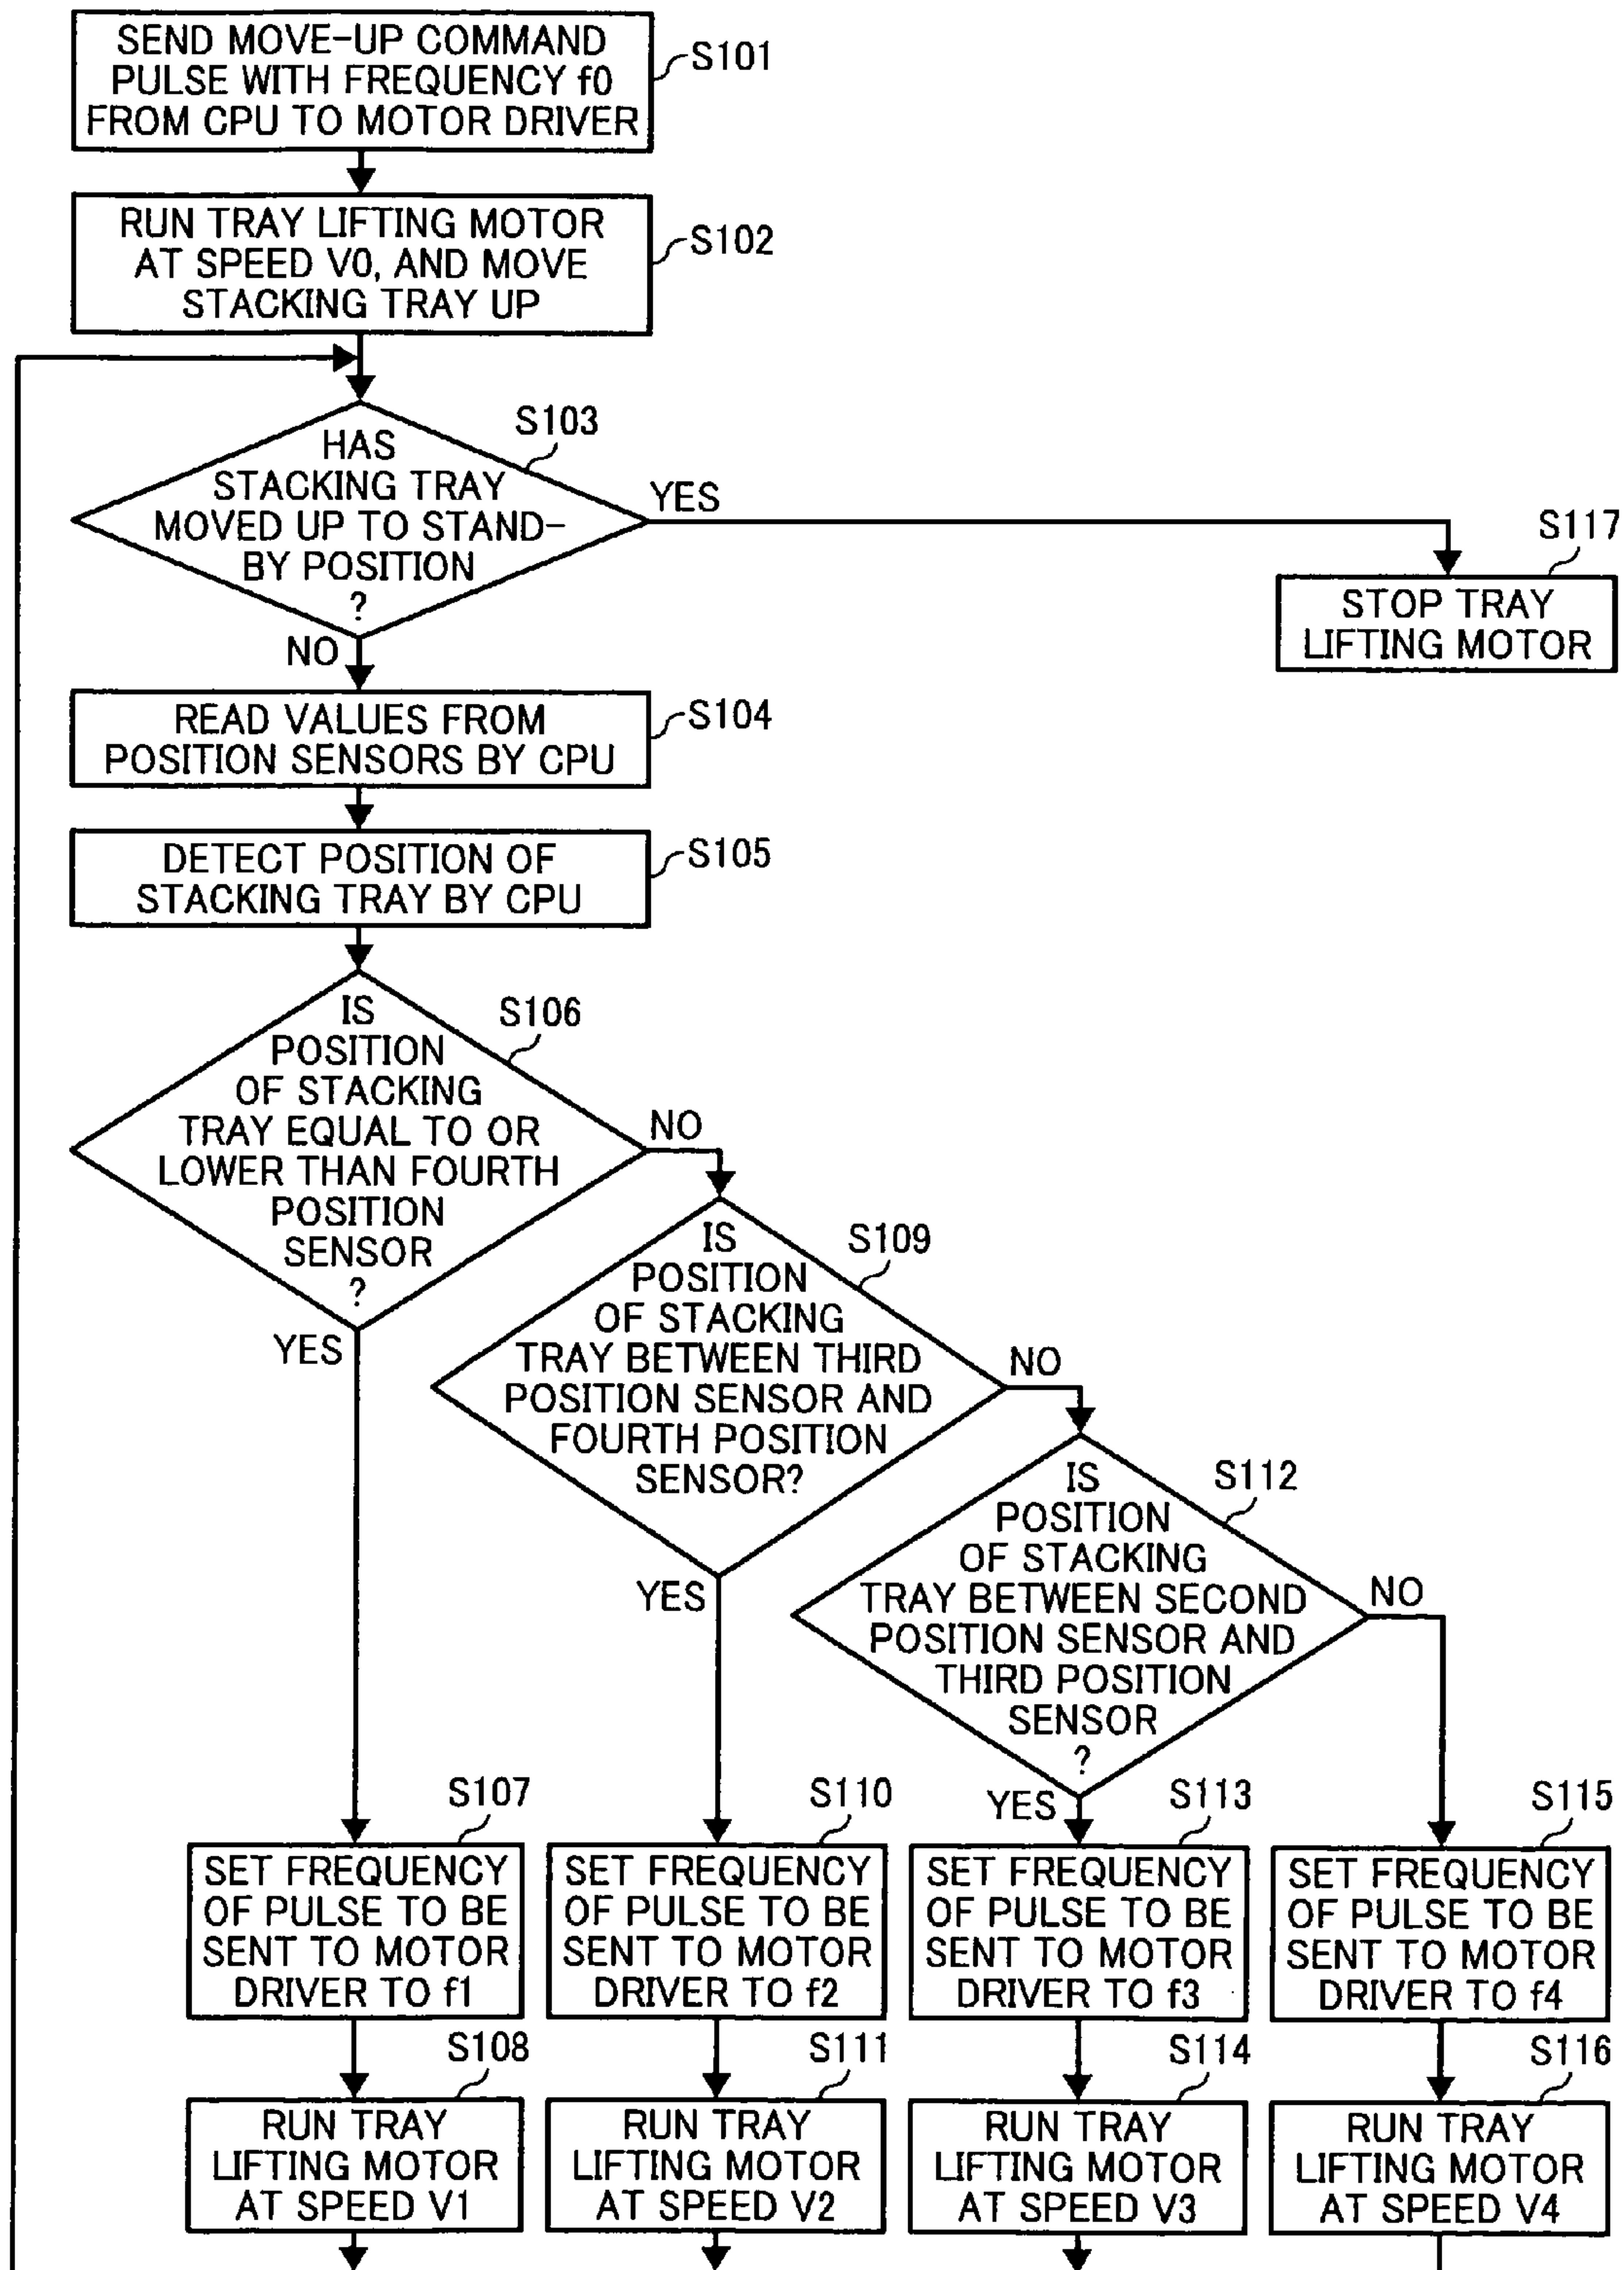 SEND MOVE-UP COMMAND
PULSE WITH FREQUENCY f0
FROM CPU TO MOTOR DRIVER
S101
RUN TRAY LIFTING MOTOR
AT SPEED V0, AND MOVE
STACKING TRAY UP
S102
HAS
STACKING TRAY
MOVED UP TO STAND-
BY POSITION
?
S103
YES
NO
S117
STOP TRAY
LIFTING MOTOR
READ VALUES FROM
POSITION SENSORS BY CPU
S104
DETECT POSITION OF
STACKING TRAY BY CPU
S105
IS
POSITION
OF STACKING
TRAY EQUAL TO OR
LOWER THAN FOURTH
POSITION
SENSOR
?
S106
NO
YES
IS
POSITION
OF STACKING
TRAY BETWEEN THIRD
POSITION SENSOR AND
FOURTH POSITION
SENSOR?
S109
NO
YES
IS
POSITION
OF STACKING
TRAY BETWEEN SECOND
POSITION SENSOR AND
THIRD POSITION
SENSOR
?
S112
NO
YES
S107
SET FREQUENCY
OF PULSE TO BE
SENT TO MOTOR
DRIVER TO f1
S110
SET FREQUENCY
OF PULSE TO BE
SENT TO MOTOR
DRIVER TO f2
S113
SET FREQUENCY
OF PULSE TO BE
SENT TO MOTOR
DRIVER TO f3
S115
SET FREQUENCY
OF PULSE TO BE
SENT TO MOTOR
DRIVER TO f4
S108
RUN TRAY
LIFTING MOTOR
AT SPEED V1
S111
RUN TRAY
LIFTING MOTOR
AT SPEED V2
S114
RUN TRAY
LIFTING MOTOR
AT SPEED V3
S116
RUN TRAY
LIFTING MOTOR
AT SPEED V4